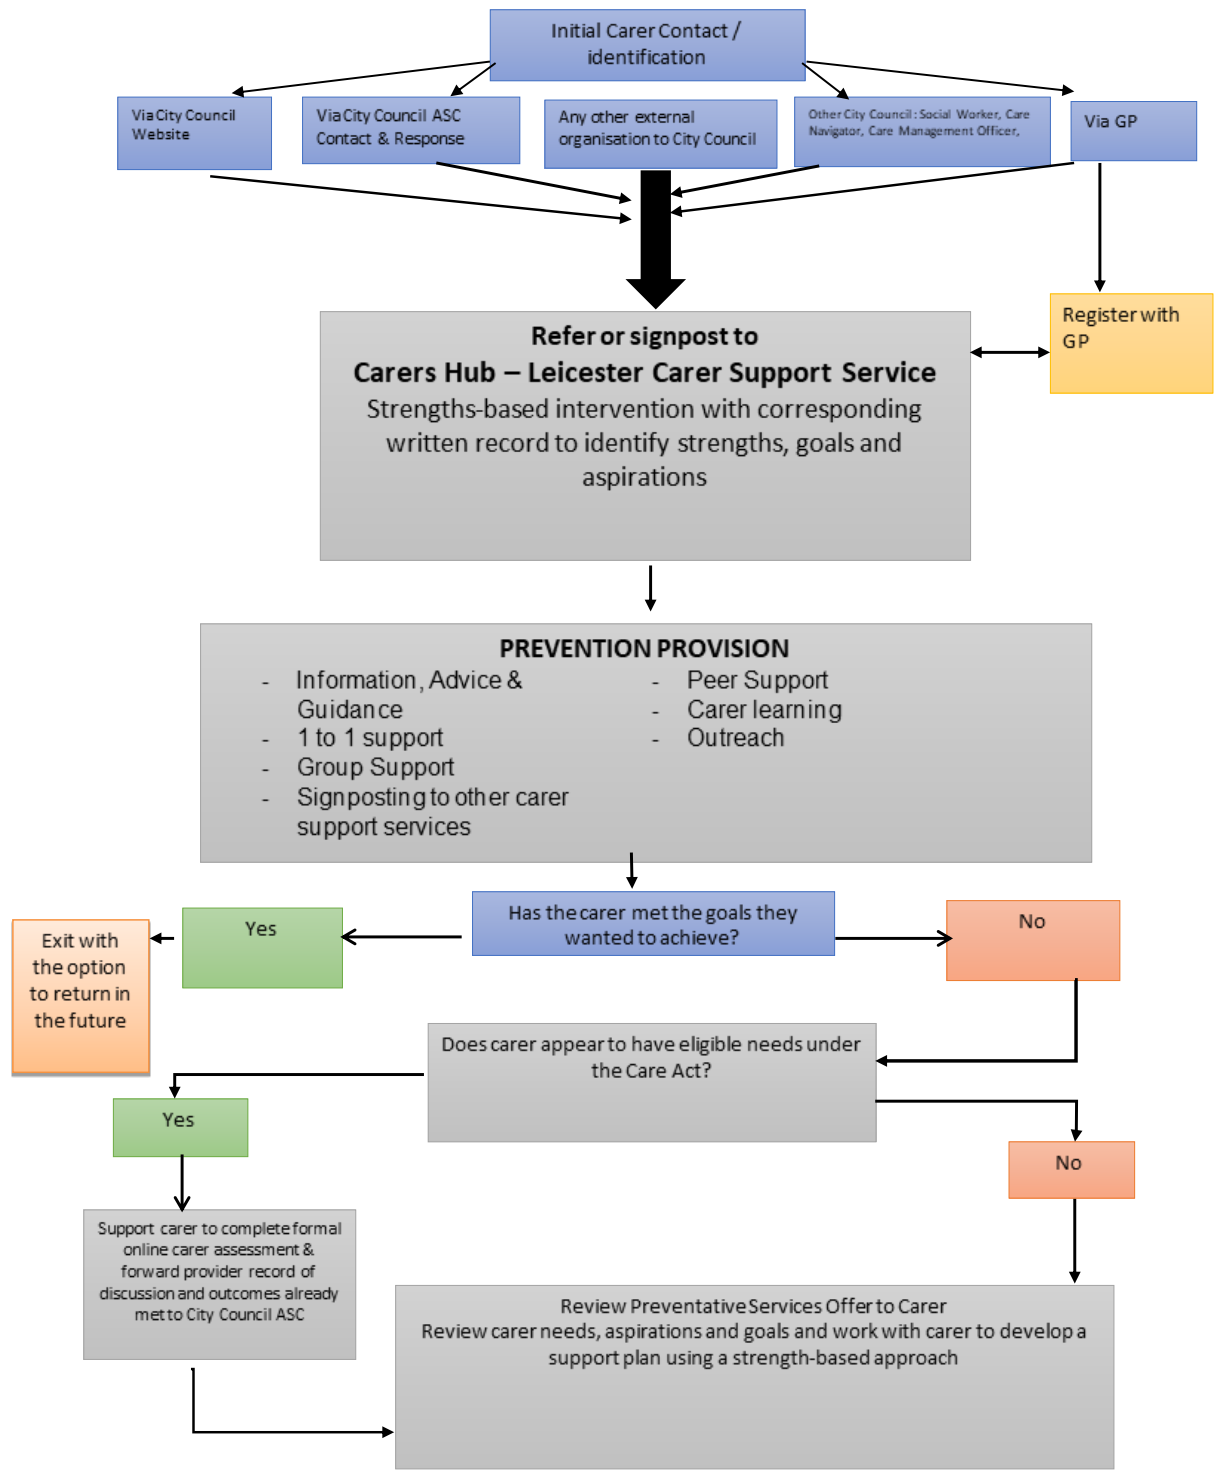 Initial Carer Contact /
identification
Via City Council
Website
Via City Council ASC
Contact & Response
Any other external
organisation to City Council
Other City Council: Social Worker, Care
Navigator, Care Management Officer,
Via GP
Register with
GP
Refer or signpost to
Carers Hub – Leicester Carer Support Service
Strengths-based intervention with corresponding
written record to identify strengths, goals and
aspirations
PREVENTION PROVISION
- Information, Advice &
Guidance
- 1 to 1 support
- Group Support
- Signposting to other carer
support services
- Peer Support
- Carer learning
- Outreach
Has the carer met the goals they
wanted to achieve?
Yes
No
Exit with
the option
to return in
the future
Does carer appear to have eligible needs under
the Care Act?
Yes
No
Support carer to complete formal
online carer assessment &
forward provider record of
discussion and outcomes already
met to City Council ASC
Review Preventative Services Offer to Carer
Review carer needs, aspirations and goals and work with carer to develop a
support plan using a strength-based approach